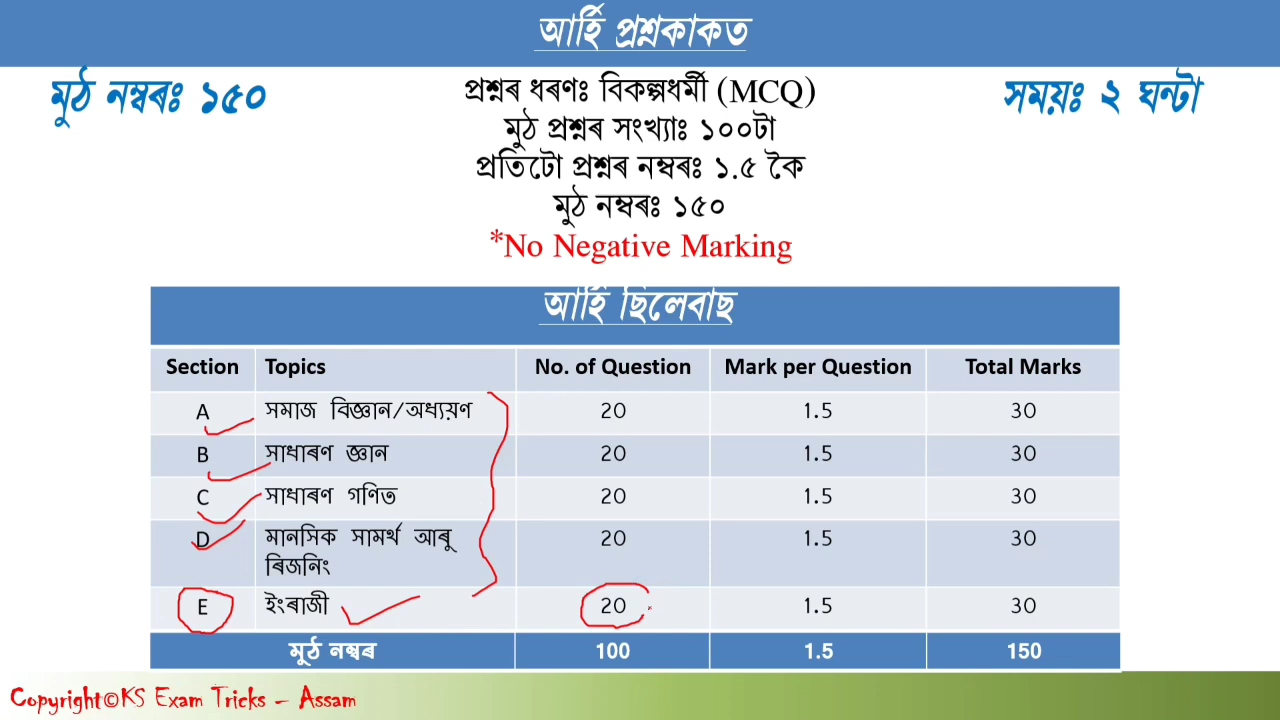 আৰ্হি প্ৰশ্নকাকত
মুঠ নম্বৰঃ ১৫০
সময়ঃ ২ ঘন্টা
প্ৰশ্নৰ ধৰণঃ বিকল্পধৰ্মী (MCQ)
মুঠ প্ৰশ্নৰ সংখ্যাঃ ১০০টা
প্ৰতিটো প্ৰশ্নৰ নম্বৰঃ ১.৫ কৈ
মুঠ নম্বৰঃ ১৫০
*No Negative Marking
আৰ্হি ছিলেবাছ
Section Topics No. of Question Mark per Question Total Marks
A সমাজ বিজ্ঞান/অধ্যয়ণ 20 1.5 30
B সাধাৰণ জ্ঞান 20 1.5 30
C সাধাৰণ গণিত 20 1.5 30
D মানসিক সামৰ্থ আৰু 20 1.5 30
ৰিজনিং
E ইংৰাজী 20 1.5 30
মুঠ নম্বৰ 100 1.5 150
Copyright©KS Exam Tricks – Assam